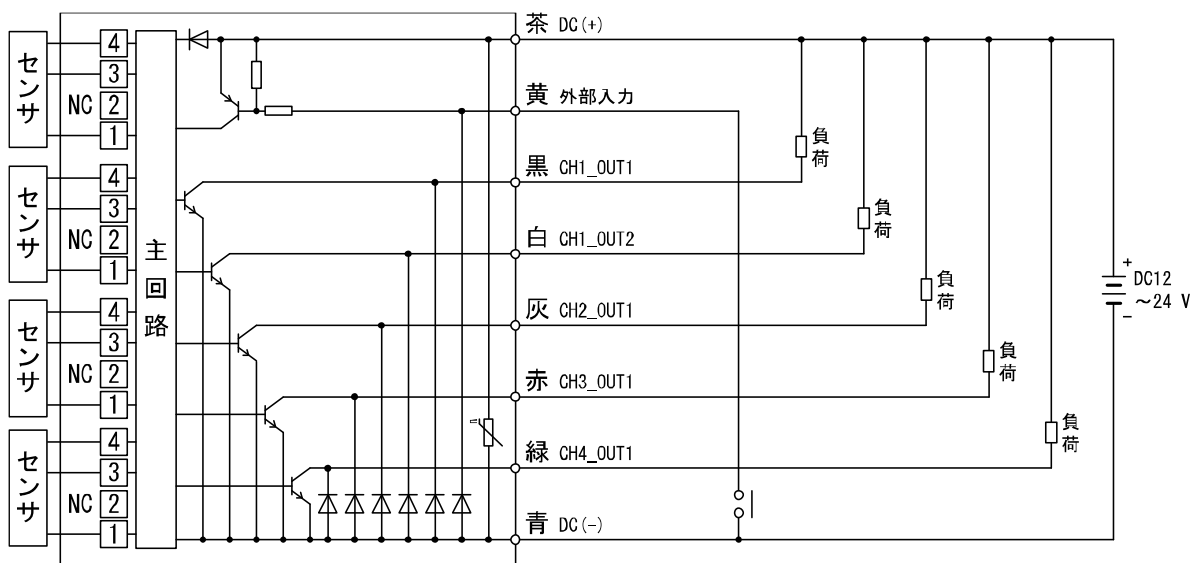 茶 DC(+)
黄 外部入力
黒 CH1_OUT1
白 CH1_OUT2
灰 CH2_OUT1
赤 CH3_OUT1
緑 CH4_OUT1
青 DC(-)
センサ
4
3
NC 2
1
センサ
4
3
NC 2
1
センサ
4
3
NC 2
1
センサ
4
3
NC 2
1
主回路
負荷
負荷
負荷
負荷
負荷
+
DC12
～24 V
-